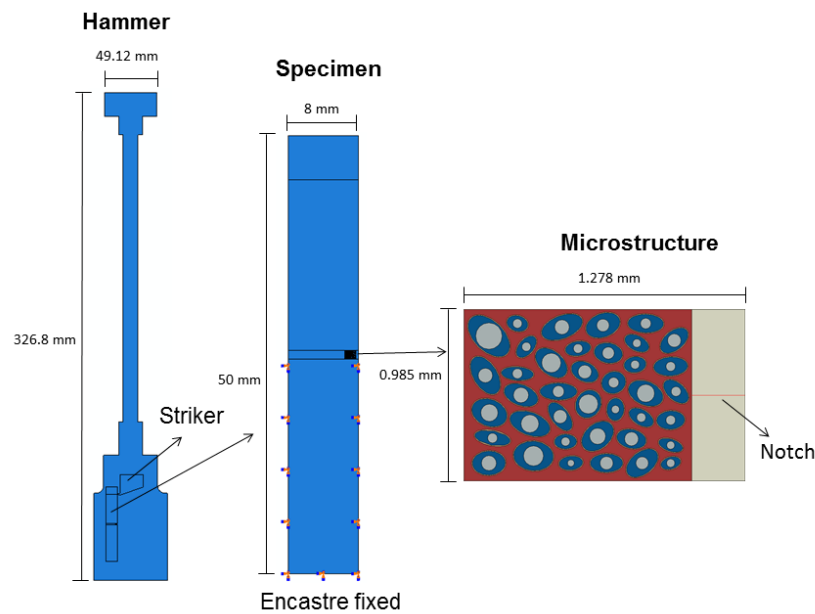 Hammer
49.12 mm
326.8 mm
Striker
Specimen
8 mm
50 mm
Encastre fixed
Microstructure
1.278 mm
0.985 mm
Notch